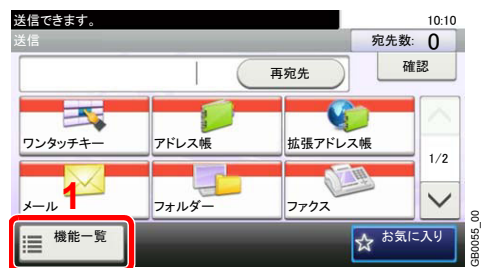 送信できます。 10:10
送信 宛先数: 0
再宛先 確認
ワンタッチキー アドレス帳 拡張アドレス帳
1/2
メール 1 フォルダー ファクス
機能一覧 お気に入り
GB0055_00